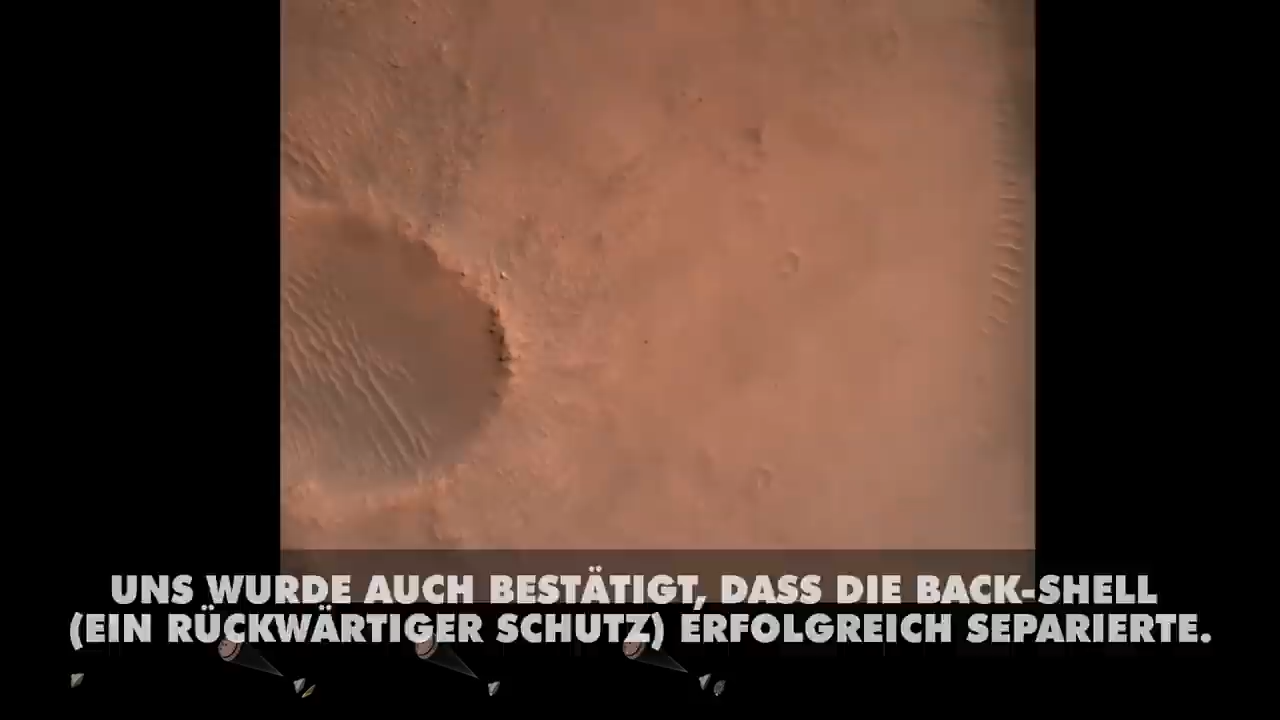 UNS WURDE AUCH BESTÄTIGT, DASS DIE BACK-SHELL
(EIN RÜCKWÄRTIGER SCHUTZ) ERFOLGREICH SEPARIERTE.